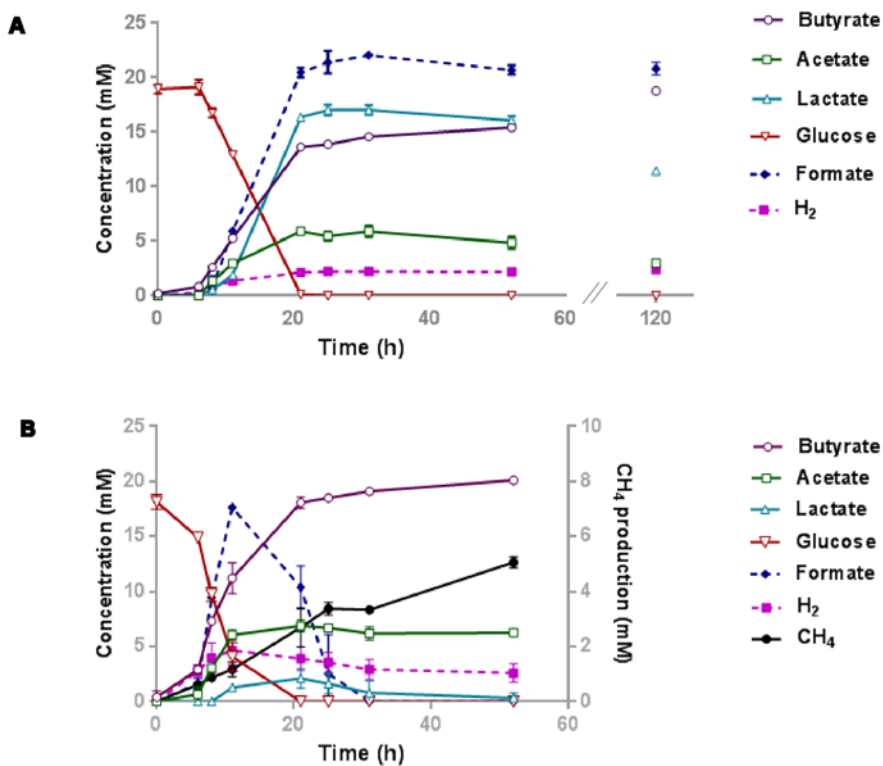 A
Concentration (mM)
25
20
15
10
5
0
0
20
40
60
120
Time (h)
Butyrate
Acetate
Lactate
Glucose
Formate
H₂
B
Concentration (mM)
25
20
15
10
5
0
0
20
40
60
Time (h)
10
8
6
4
2
0
CH₄ production (mM)
Butyrate
Acetate
Lactate
Glucose
Formate
H₂
CH₄